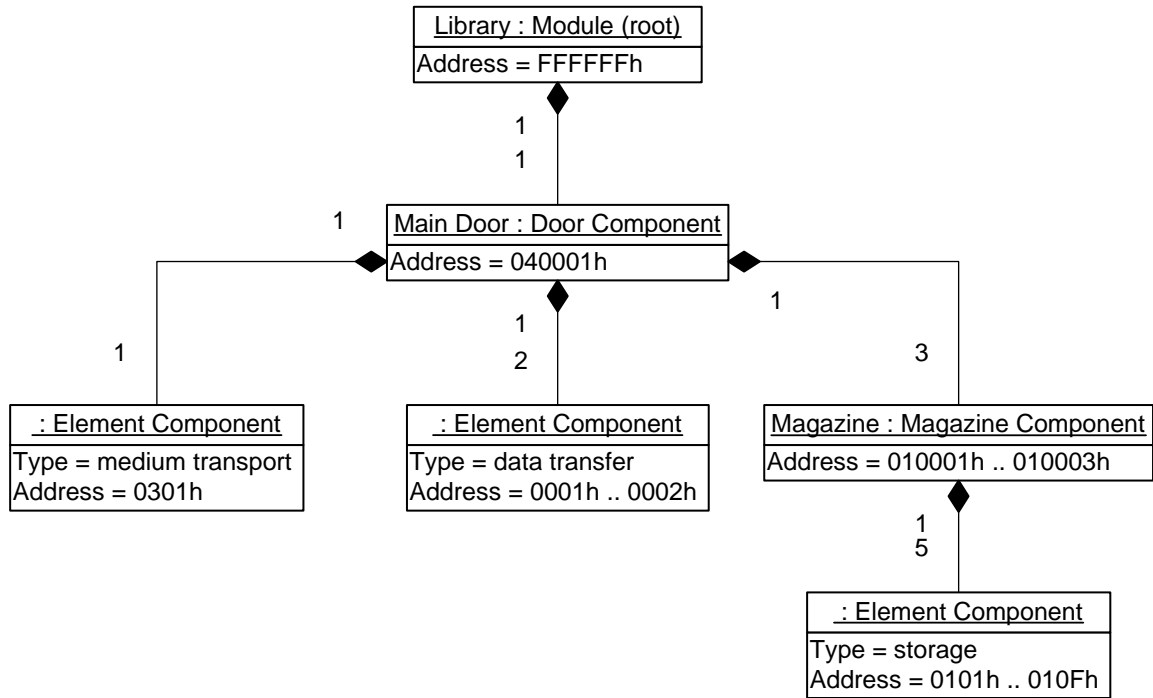 Library : Module (root)
Address = FFFFFFh
1
1
1
Main Door : Door Component
Address = 040001h
1
1
1
2
3
: Element Component
Type = medium transport
Address = 0301h
: Element Component
Type = data transfer
Address = 0001h .. 0002h
Magazine : Magazine Component
Address = 010001h .. 010003h
1
5
: Element Component
Type = storage
Address = 0101h .. 010Fh